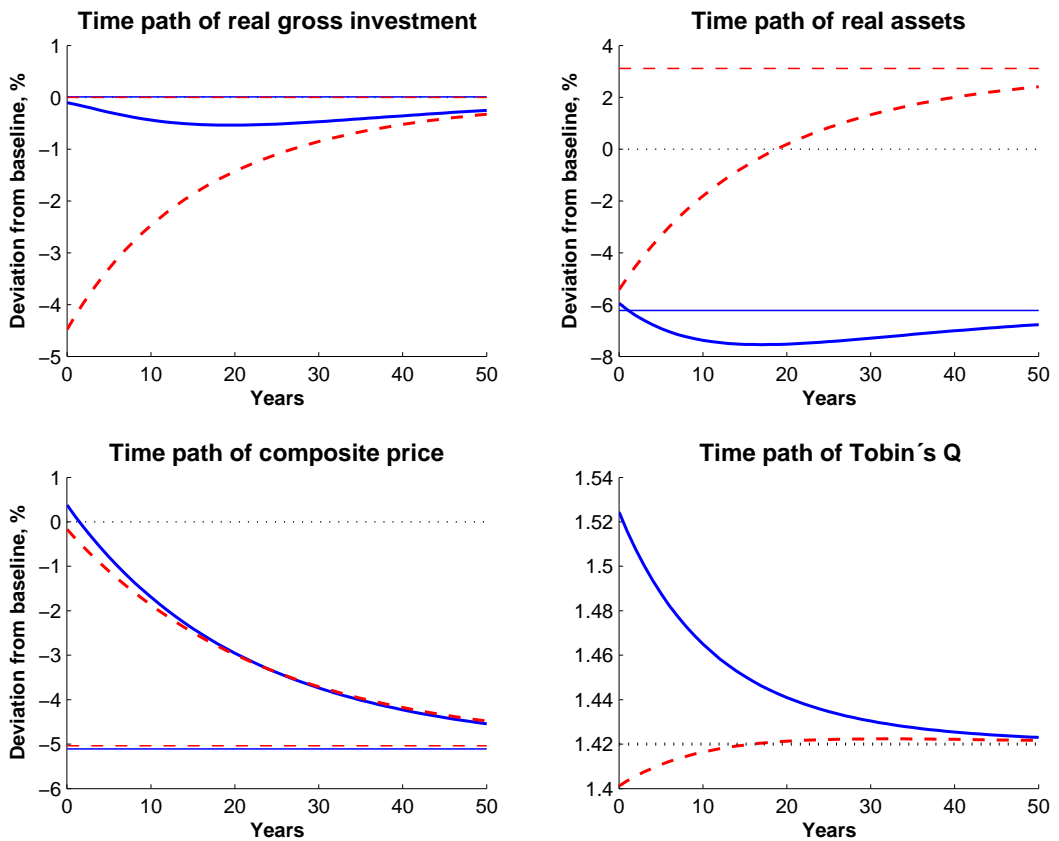 Time path of real gross investment
Deviation from baseline, %
1
0
−1
−2
−3
−4
−5
0 10 20 30 40 50
Years
Time path of real assets
Deviation from baseline, %
4
2
0
−2
−4
−6
−8
0 10 20 30 40 50
Years
Time path of composite price
Deviation from baseline, %
1
0
−1
−2
−3
−4
−5
−6
0 10 20 30 40 50
Years
Time path of Tobin´s Q
1.54
1.52
1.5
1.48
1.46
1.44
1.42
1.4
0 10 20 30 40 50
Years